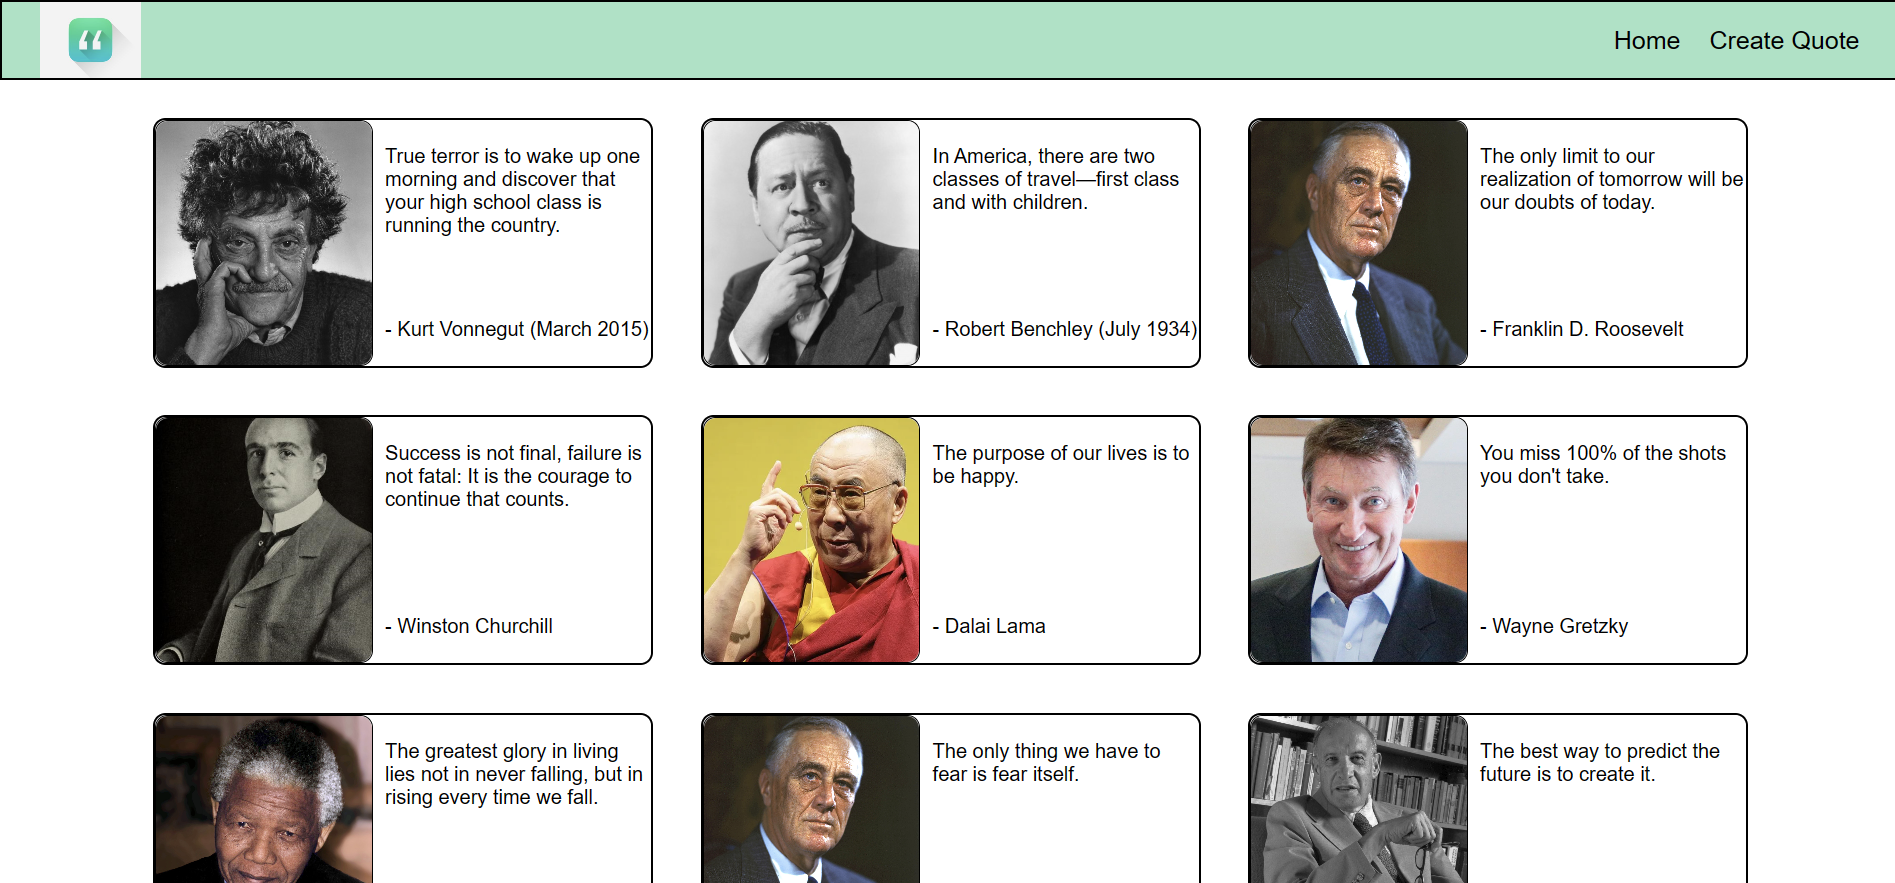 Home
Create Quote
True terror is to wake up one
morning and discover that
your high school class is
running the country.
- Kurt Vonnegut (March 2015)
In America, there are two
classes of travel—first class
and with children.
- Robert Benchley (July 1934)
The only limit to our
realization of tomorrow will be
our doubts of today.
- Franklin D. Roosevelt
Success is not final, failure is
not fatal: It is the courage to
continue that counts.
- Winston Churchill
The purpose of our lives is to
be happy.
- Dalai Lama
You miss 100% of the shots
you don't take.
- Wayne Gretzky
The greatest glory in living
lies not in never falling, but in
rising every time we fall.
The only thing we have to
fear is fear itself.
The best way to predict the
future is to create it.